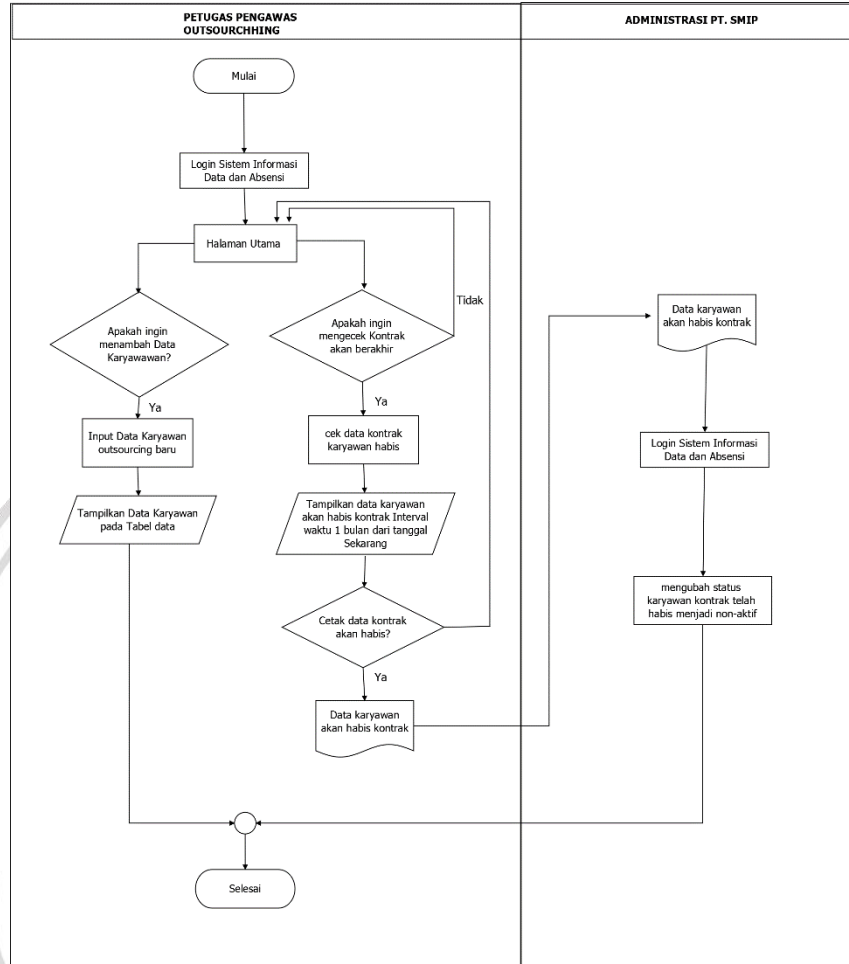 PETUGAS PENGAWAS
OUTSOURCHHING
ADMINISTRASI PT. SMIP
Mulai
Login Sistem Informasi
Data dan Absensi
Halaman Utama
Apakah ingin
menambah Data
Karyawawan?
Ya
Input Data Karyawan
outsourcing baru
Tampilkan Data Karyawan
pada Tabel data
Apakah ingin
mengecek Kontrak
akan berakhir
Tidak
Ya
cek data kontrak
karyawan habis
Tampilkan data karyawan
akan habis kontrak Interval
waktu 1 bulan dari tanggal
Sekarang
Cetak data kontrak
akan habis?
Ya
Data karyawan
akan habis kontrak
Data karyawan
akan habis kontrak
Login Sistem Informasi
Data dan Absensi
mengubah status
karyawan kontrak telah
habis menjadi non-aktif
Selesai